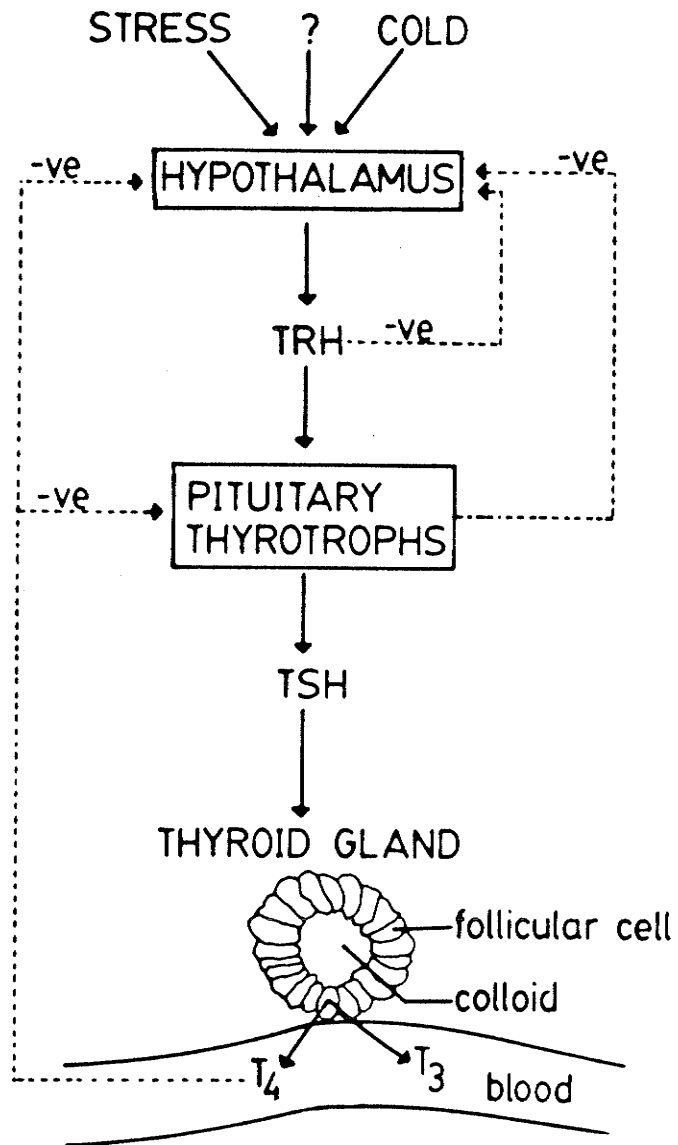 STRESS ? COLD
-ve HYPOTHALAMUS -ve
TRH -ve
-ve PITUITARY
THYROTROPHS
TSH
THYROID GLAND
follicular cell
colloid
T4 T3
blood